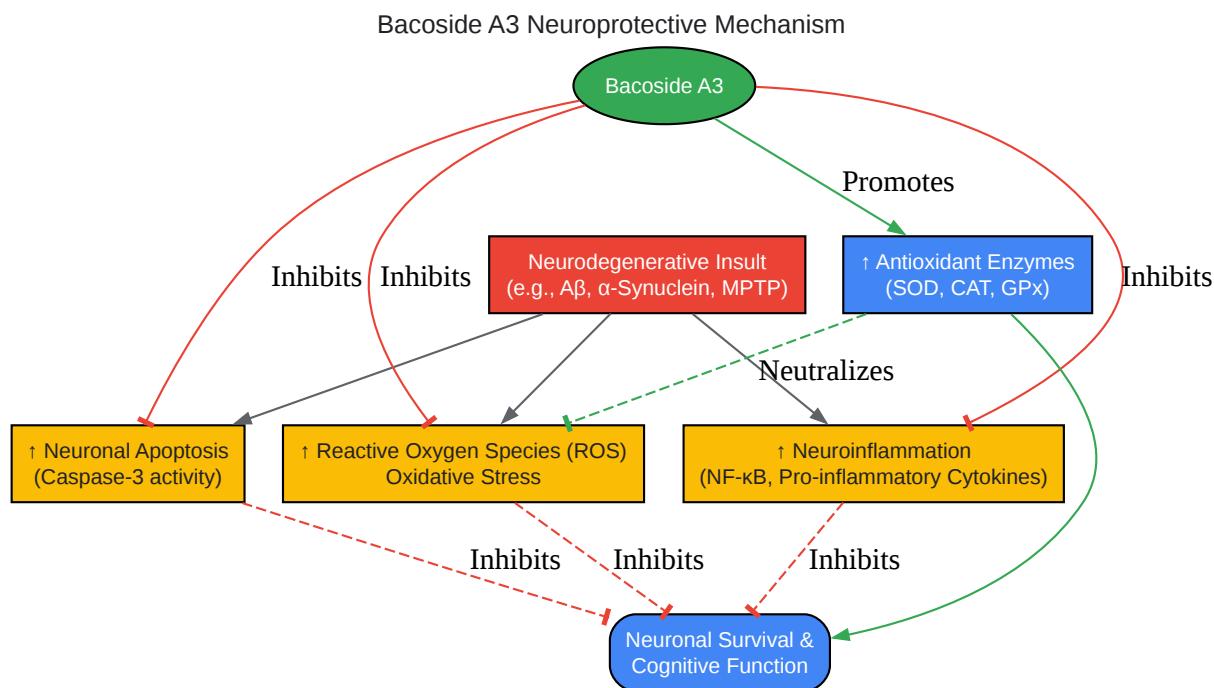 Bacoside A3 Neuroprotective Mechanism
Bacoside A3
Promotes
Inhibits
Inhibits
Neurodegenerative Insult
(e.g., Aβ, α-Synuclein, MPTP)
↑ Antioxidant Enzymes
(SOD, CAT, GPx)
Inhibits
Neutralizes
↑ Neuronal Apoptosis
(Caspase-3 activity)
↑ Reactive Oxygen Species (ROS)
Oxidative Stress
↑ Neuroinflammation
(NF-κB, Pro-inflammatory Cytokines)
Inhibits
Inhibits
Inhibits
Neuronal Survival &
Cognitive Function